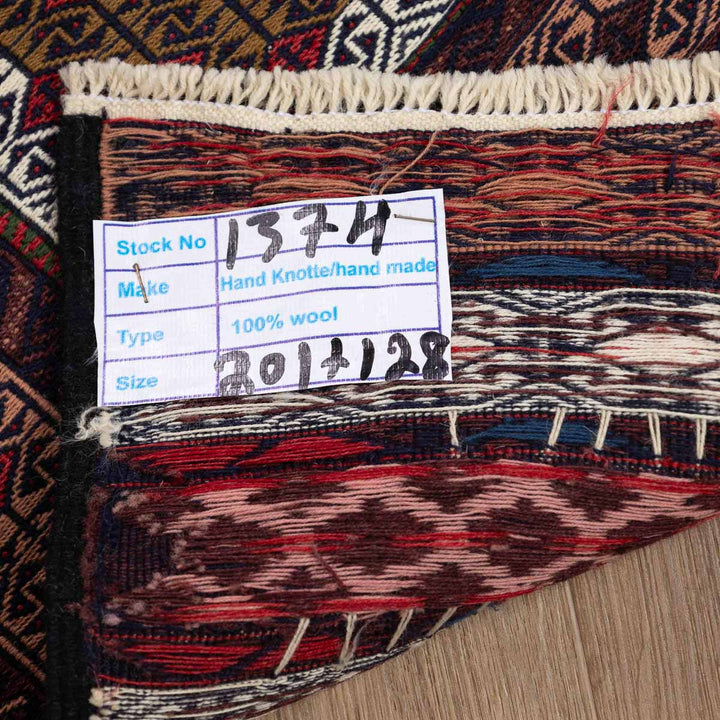 Stock No 1374
Make Hand Knotte/hand made
Type 100% wool
Size 201+128